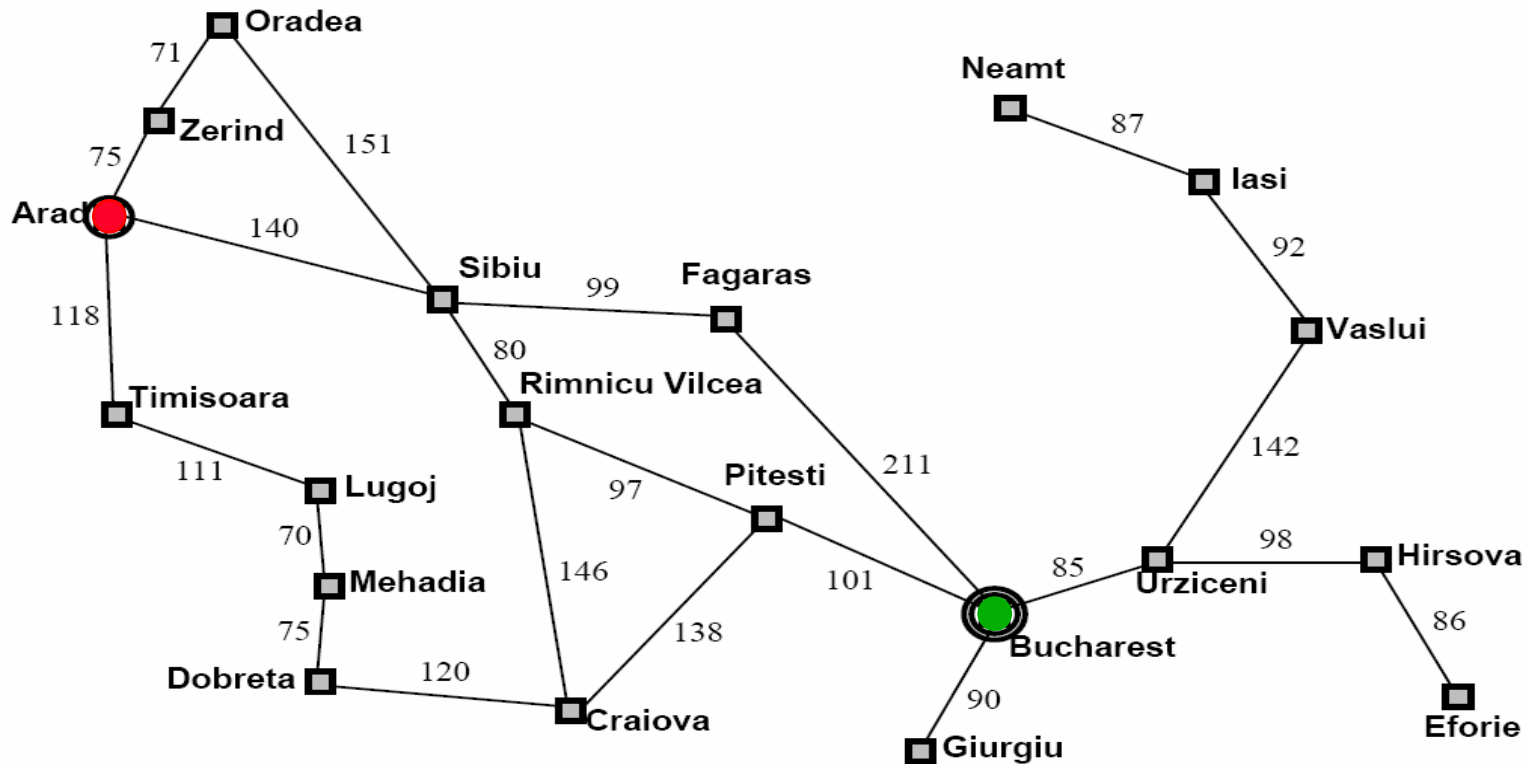 Oradea
71
Neamt
Zerind
87
151
75
Iasi
Arad
140
92
Sibiu
Fagaras
99
118
Vaslui
80
Rimnicu Vilcea
Timisoara
142
211
111
Pitesti
Lugoj
97
70
98
Hirsova
146
101
85
Mehadia
Urziceni
86
75
138
Bucharest
Dobreta
120
90
Craiova
Eforie
Giurgiu